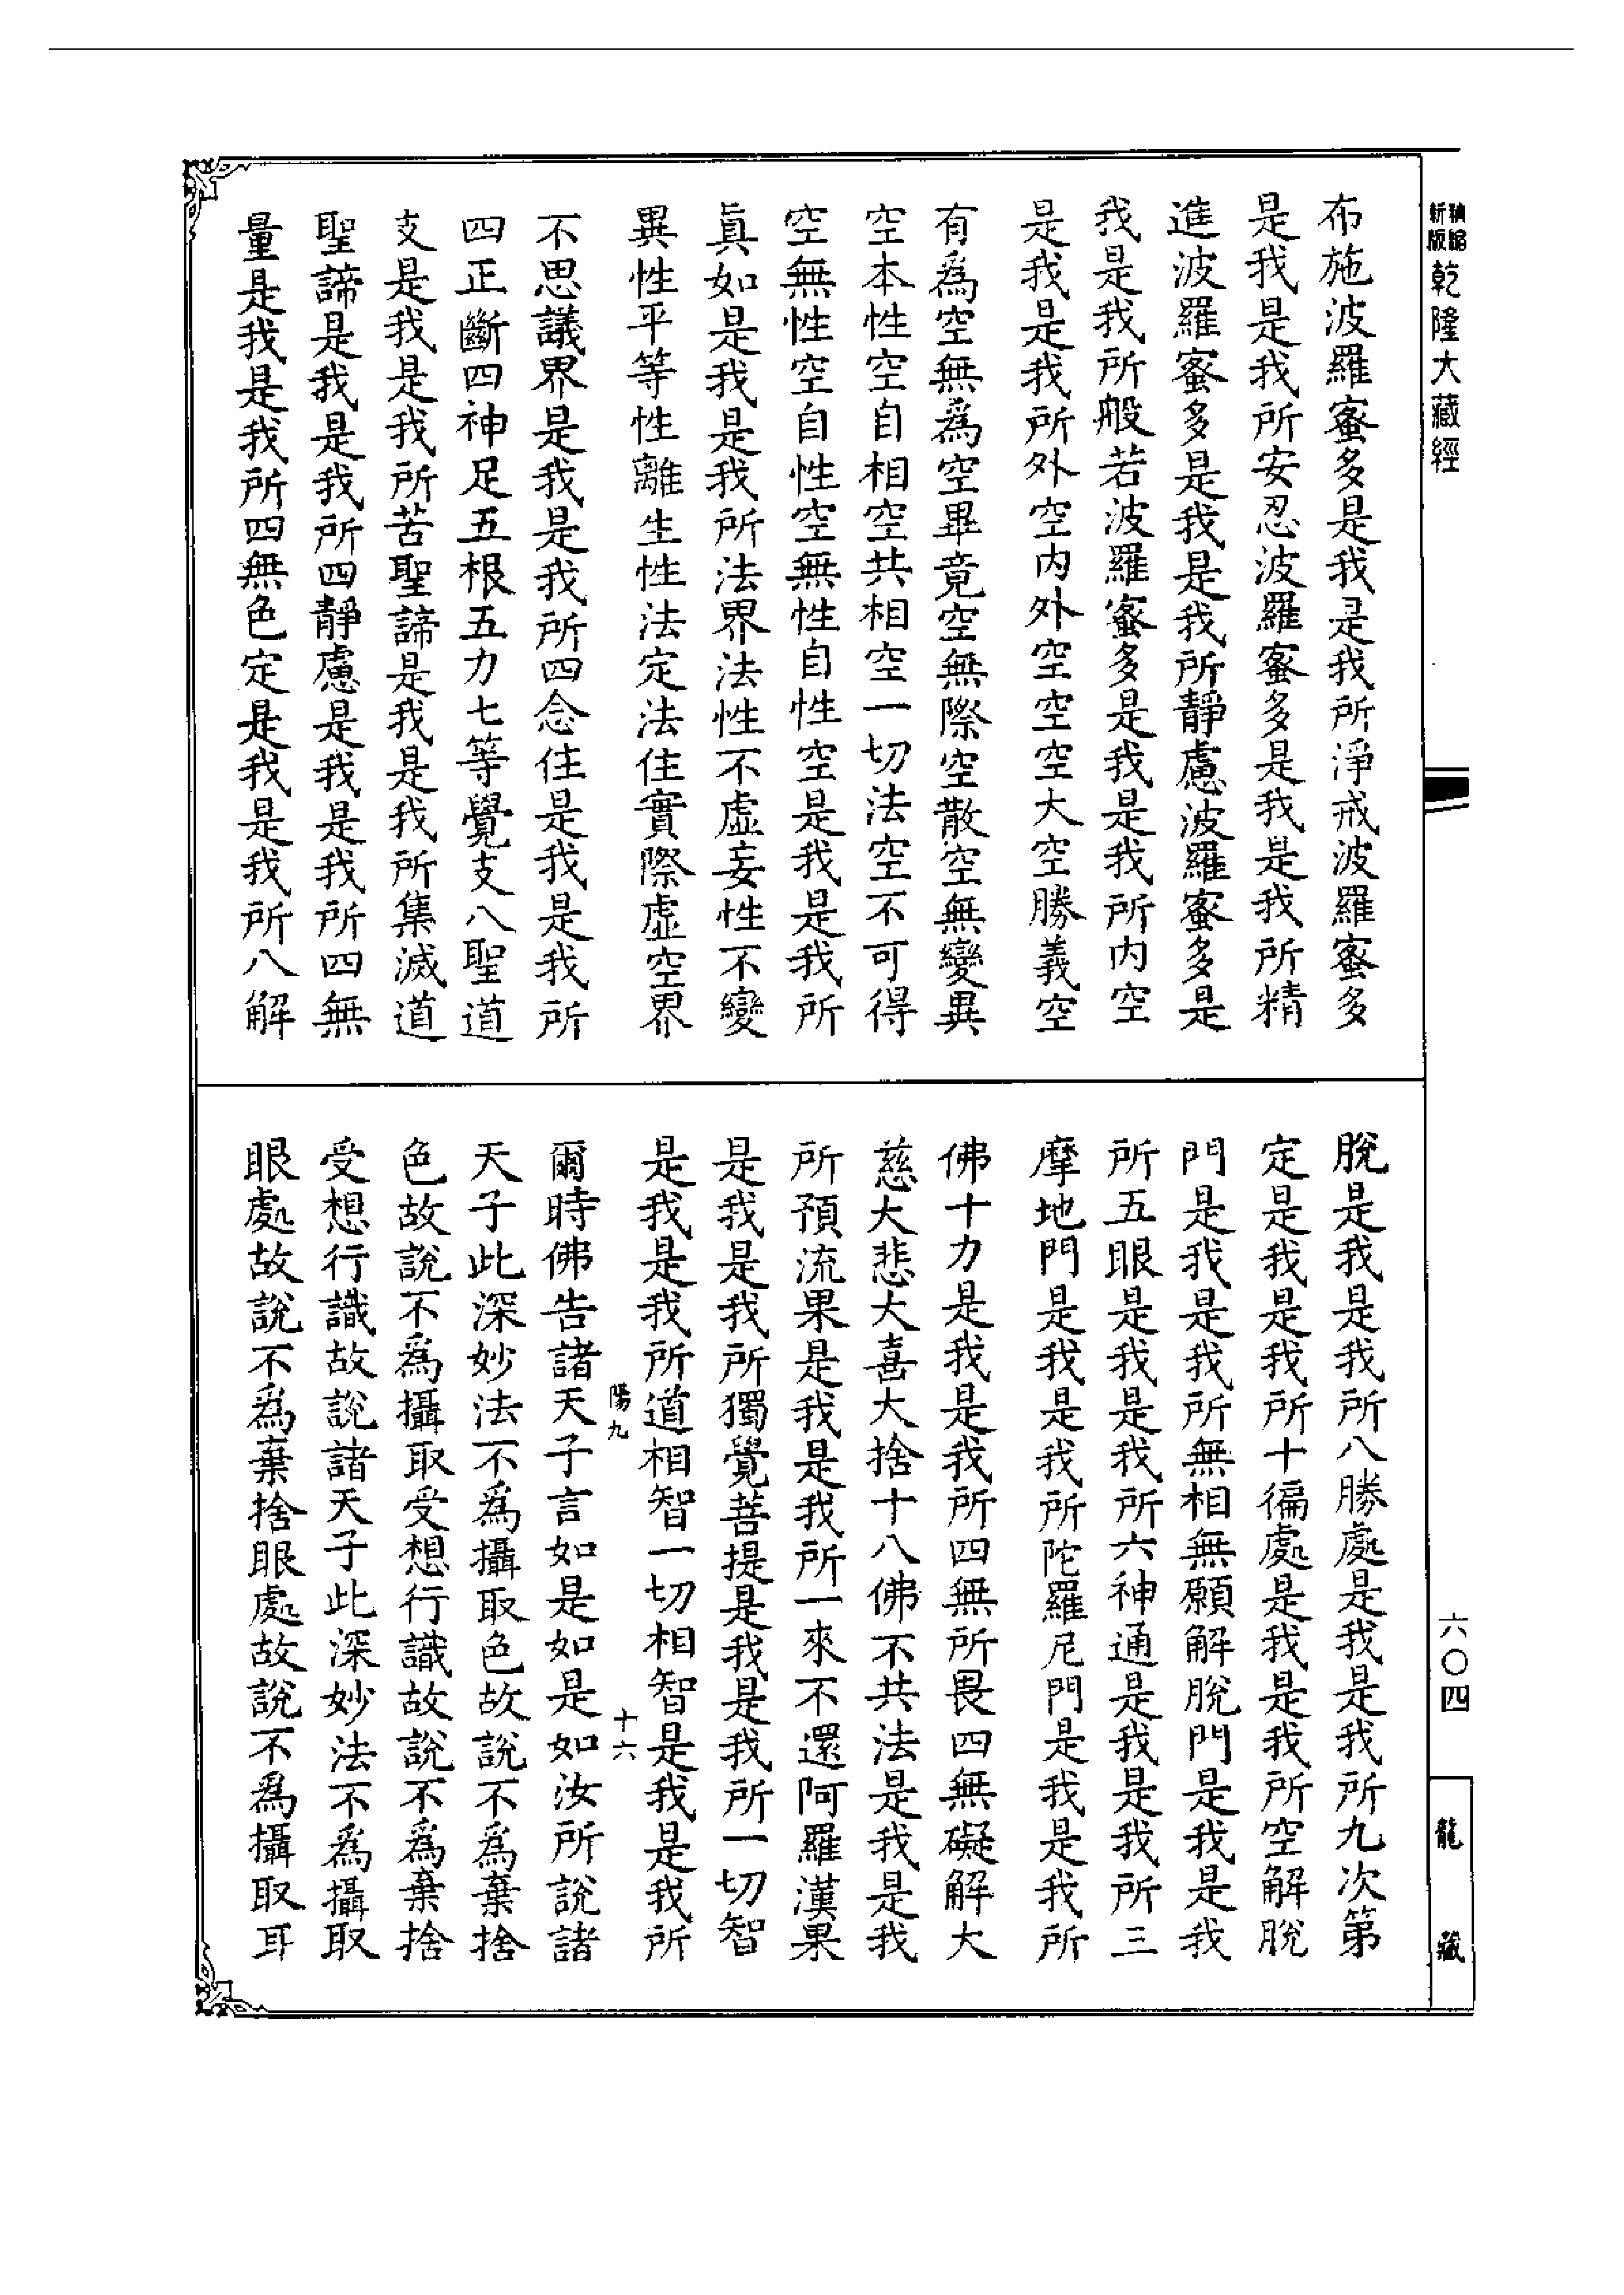 精縮
新版
乾隆大藏經
布施波羅蜜多是我是我所淨戒波羅蜜多
是我是我所安忍波羅蜜多是我是我所精
進波羅蜜多是我是我所靜慮波羅蜜多是
我是我所般若波羅蜜多是我是我所內空
是我是我所外空內外空空空大空勝義空
有為空無為空畢竟空無際空散空無變異
空本性空自相空共相空一切法空不可得
空無性空自性空無性自性空是我是我所
真如是我是我所法界法性不虛妄性不變
異性平等性離生性法定法住實際虛空界
不思議界是我是我所四念住是我是我所
四正斷四神足五根五力七等覺支八聖道
支是我是我所苦聖諦是我是我所集滅道
聖諦是我是我所四靜慮是我是我所四無
量是我是我所四無色定是我是我所八解
脫是我是我所八勝處是我是我所九次第
定是我是我所十徧處是我是我所空解脫
門是我是我所無相無願解脫門是我是我
所五眼是我是我所六神通是我是我所三
摩地門是我是我所陀羅尼門是我是我所
佛十力是我是我所四無所畏四無礙解大
慈大悲大喜大捨十八佛不共法是我是我
所預流果是我是我所一來不還阿羅漢果
是我是我所獨覺菩提是我是我所一切智
是我是我所道相智一切相智是我是我所
陽九
十六
爾時佛告諸天子言如是如是如汝所說諸
天子此深妙法不為攝取色故說不為棄捨
色故說不為攝取受想行識故說不為棄捨
受想行識故說諸天子此深妙法不為攝取
眼處故說不為棄捨眼處故說不為攝取耳
六〇四
龍
藏